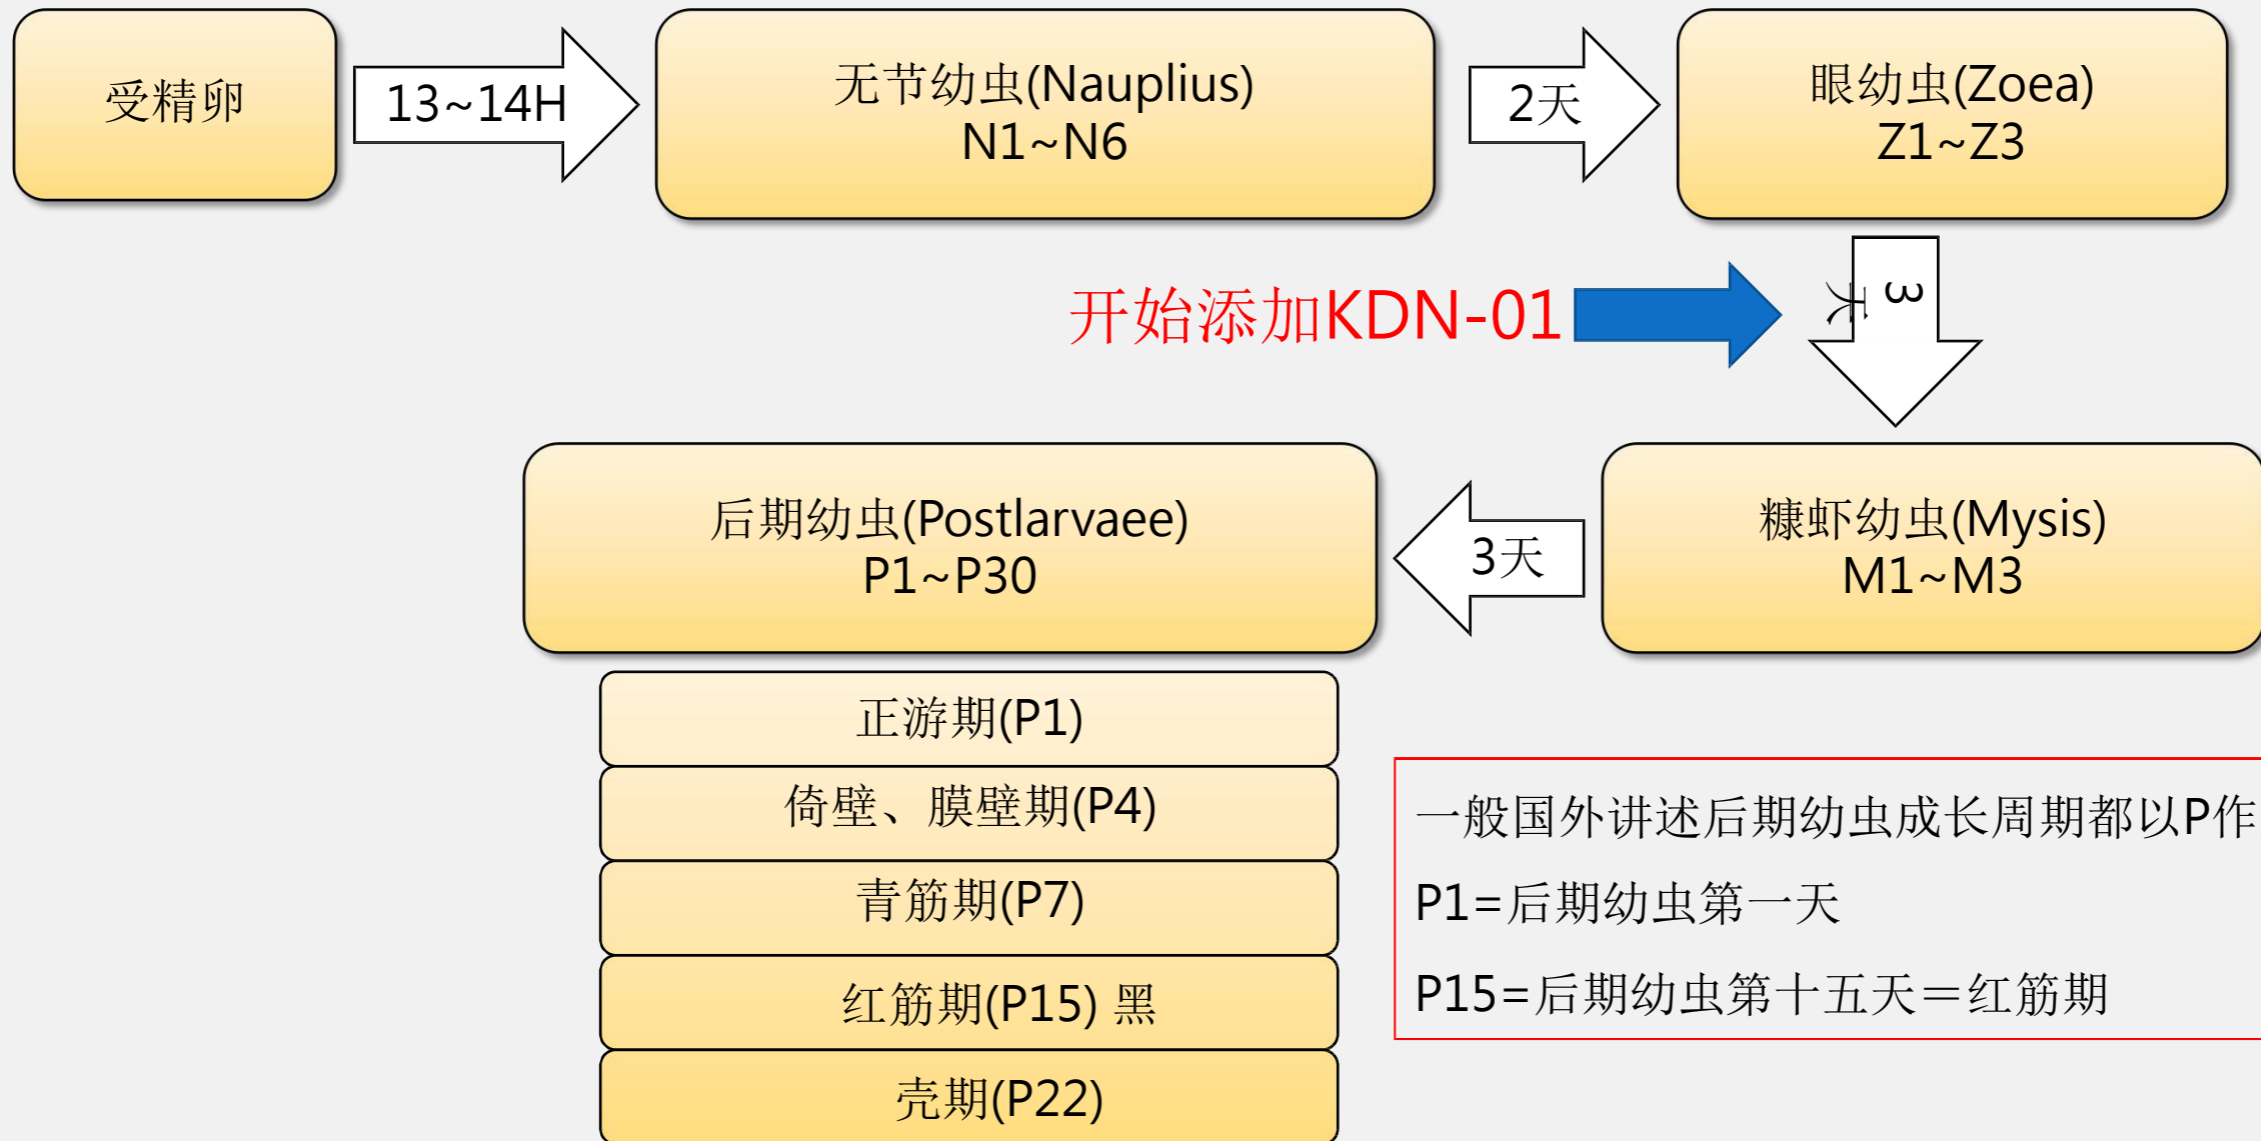 受精卵
13~14H
无节幼虫(Nauplius)
N1~N6
2天
眼幼虫(Zoea)
Z1~Z3
开始添加KDN-01
3天
后期幼虫(Postlarvaee)
P1~P30
3天
糠虾幼虫(Mysis)
M1~M3
正游期(P1)
倚壁、膜壁期(P4)
青筋期(P7)
红筋期(P15) 黑
壳期(P22)
一般国外讲述后期幼虫成长周期都以P作
P1=后期幼虫第一天
P15=后期幼虫第十五天＝红筋期